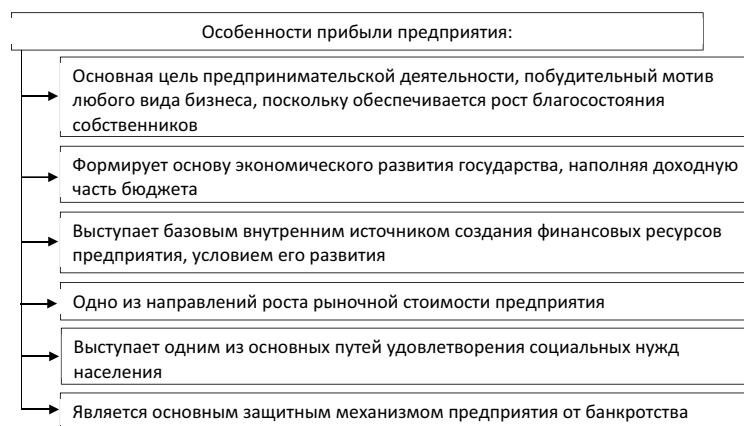 Особенности прибыли предприятия:
Основная цель предпринимательской деятельности, побудительный мотив
любого вида бизнеса, поскольку обеспечивается рост благосостояния
собственников
Формирует основу экономического развития государства, наполняя доходную
часть бюджета
Выступает базовым внутренним источником создания финансовых ресурсов
предприятия, условием его развития
Одно из направлений роста рыночной стоимости предприятия
Выступает одним из основных путей удовлетворения социальных нужд
населения
Является основным защитным механизмом предприятия от банкротства